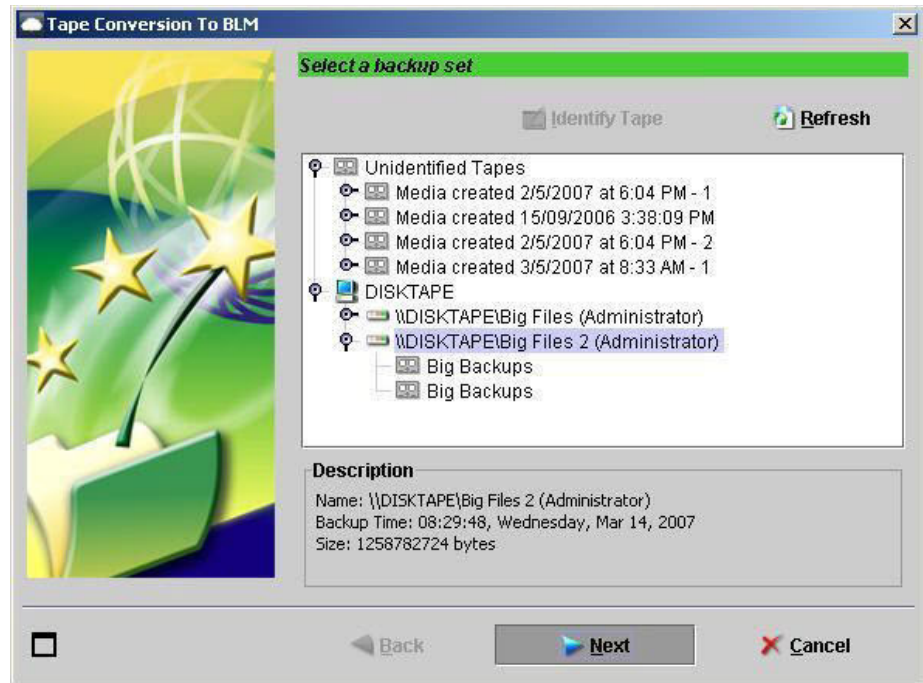 Tape Conversion To BLM
Select a backup set
Identify Tape Refresh
Unidentified Tapes
Media created 2/5/2007 at 6:04 PM - 1
Media created 15/09/2006 3:38:09 PM
Media created 2/5/2007 at 6:04 PM - 2
Media created 3/5/2007 at 8:33 AM - 1
DISKTAPE
\\DISKTAPE\Big Files (Administrator)
\\DISKTAPE\Big Files 2 (Administrator)
Big Backups
Big Backups
Description
Name: \\DISKTAPE\Big Files 2 (Administrator)
Backup Time: 08:29:48, Wednesday, Mar 14, 2007
Size: 1258782724 bytes
Back Next Cancel